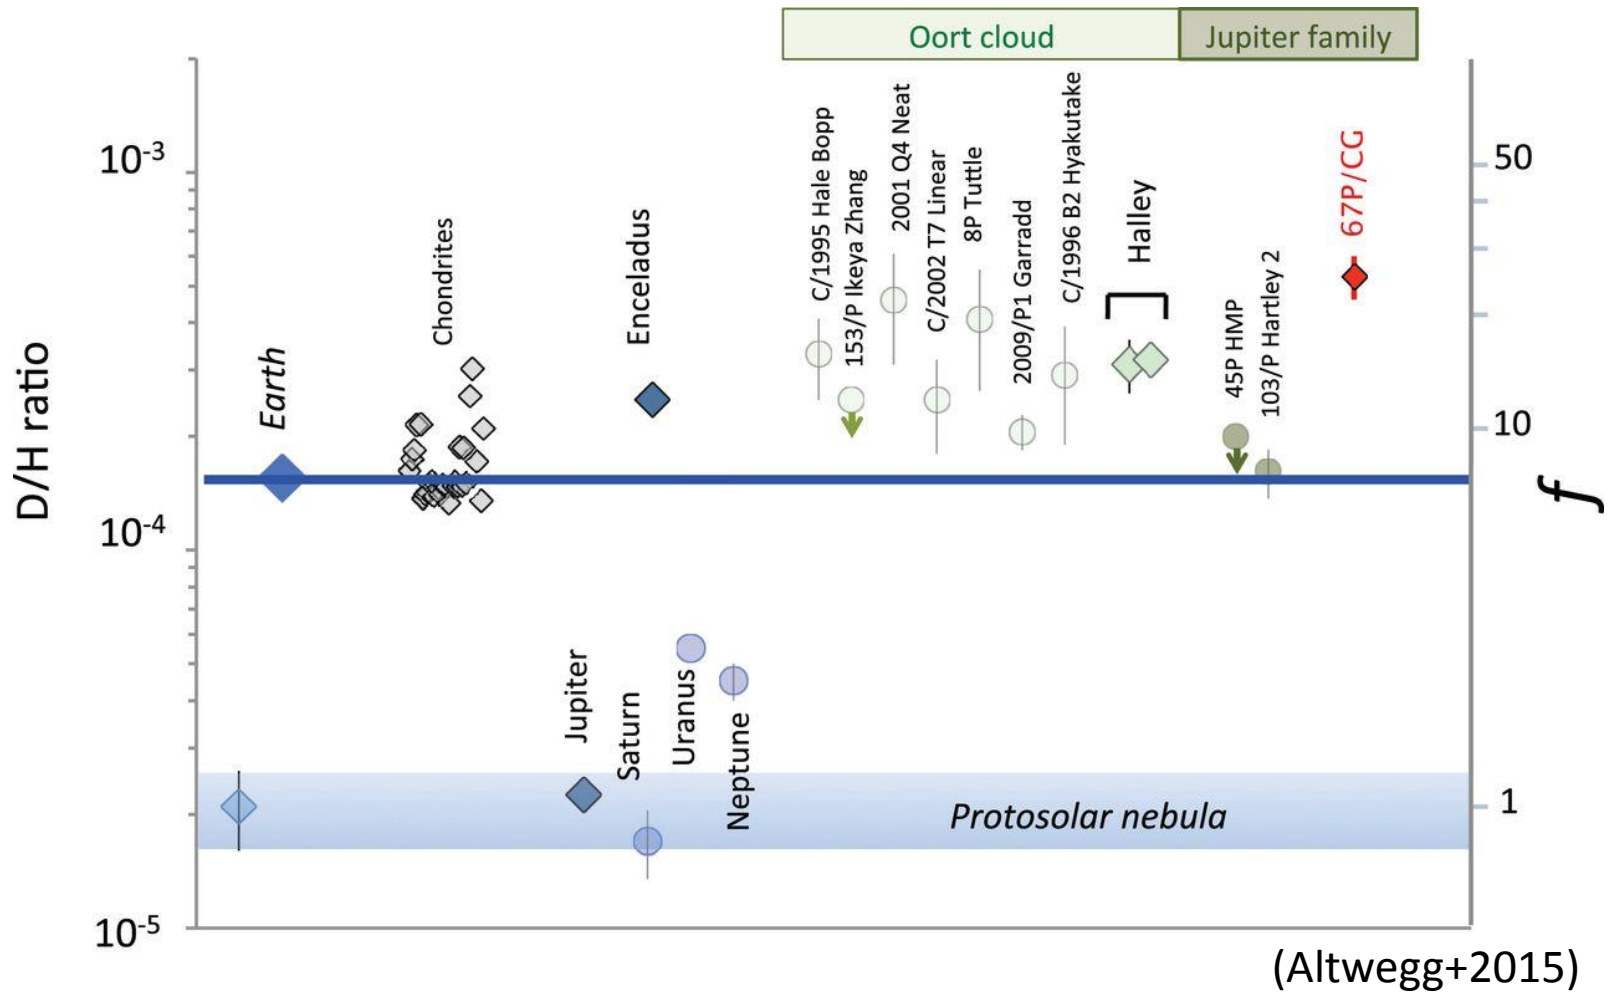 Oort cloud
Jupiter family
D/H ratio
10-3
10-4
10-5
Earth
Chondrites
Enceladus
C/1995 Hale Bopp
153/P Ikeya Zhang
2001 Q4 Neat
C/2002 T7 Linear
8P Tuttle
2009/P1 Garradd
C/1996 B2 Hyakutake
Halley
45P HMP
103/P Hartley 2
67P/CG
50
10
1
f
Jupiter
Saturn
Uranus
Neptune
Protosolar nebula
(Altwegg+2015)